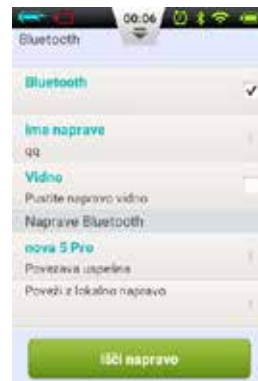 00:06
Bluetooth
Bluetooth
Ime naprave
qq
Vidno
Pustite napravo vidno
Naprave Bluetooth
nova 5 Pro
Povezava uspešna
Poveži z lokalno napravo
Išči napravo